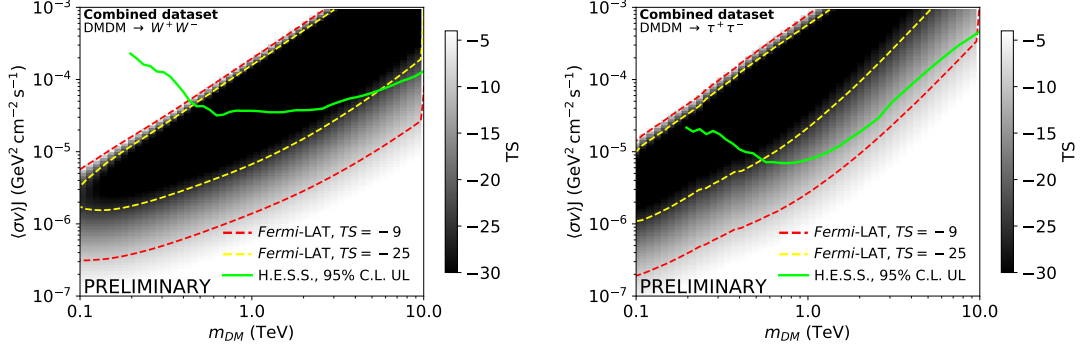 Combined dataset
DMDM → W⁺W⁻
⟨σv⟩J (GeV² cm⁻² s⁻¹)
10⁻³
10⁻⁴
10⁻⁵
10⁻⁶
10⁻⁷
Fermi-LAT, TS = −9
Fermi-LAT, TS = −25
H.E.S.S., 95% C.L. UL
PRELIMINARY
0.1
1.0
10.0
m_DM (TeV)
−5
−10
−15
−20
−25
−30
TS
Combined dataset
DMDM → τ⁺τ⁻
⟨σv⟩J (GeV² cm⁻² s⁻¹)
10⁻³
10⁻⁴
10⁻⁵
10⁻⁶
10⁻⁷
Fermi-LAT, TS = −9
Fermi-LAT, TS = −25
H.E.S.S., 95% C.L. UL
PRELIMINARY
0.1
1.0
10.0
m_DM (TeV)
−5
−10
−15
−20
−25
−30
TS